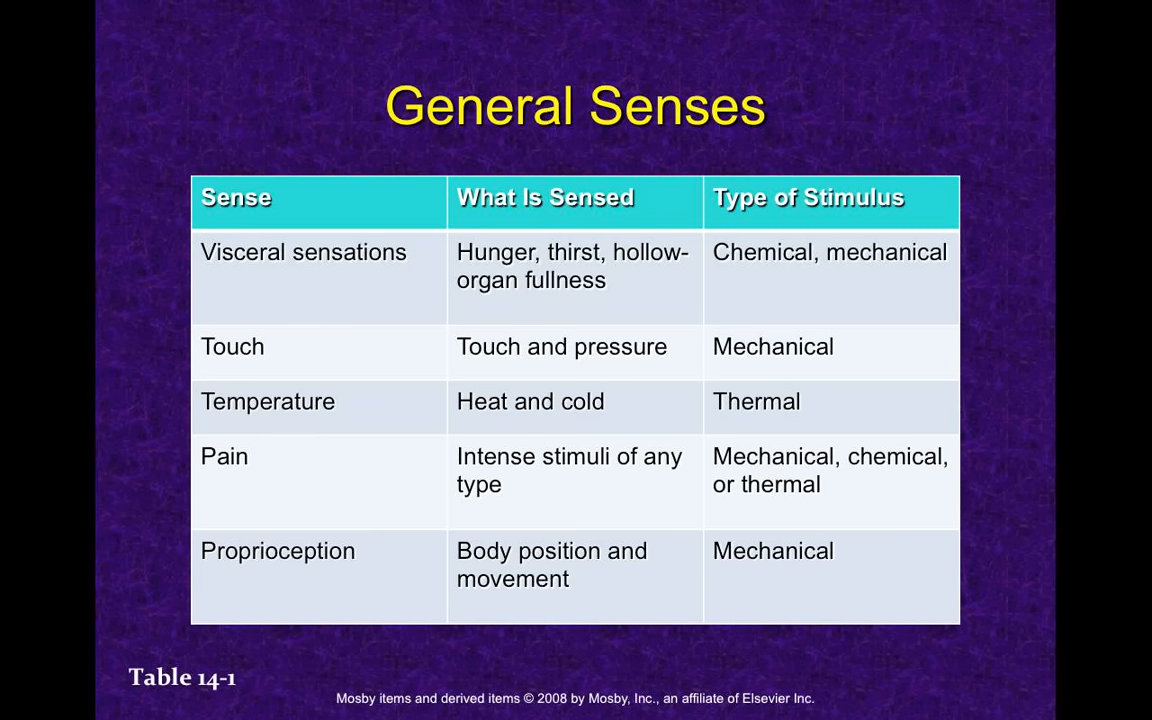 General Senses
Sense What Is Sensed Type of Stimulus
Visceral sensations Hunger, thirst, hollow- Chemical, mechanical
organ fullness
Touch Touch and pressure Mechanical
Temperature Heat and cold Thermal
Pain Intense stimuli of any Mechanical, chemical,
type or thermal
Proprioception Body position and Mechanical
movement
Table 14-1
Mosby items and derived items © 2008 by Mosby, Inc., an affiliate of Elsevier Inc.